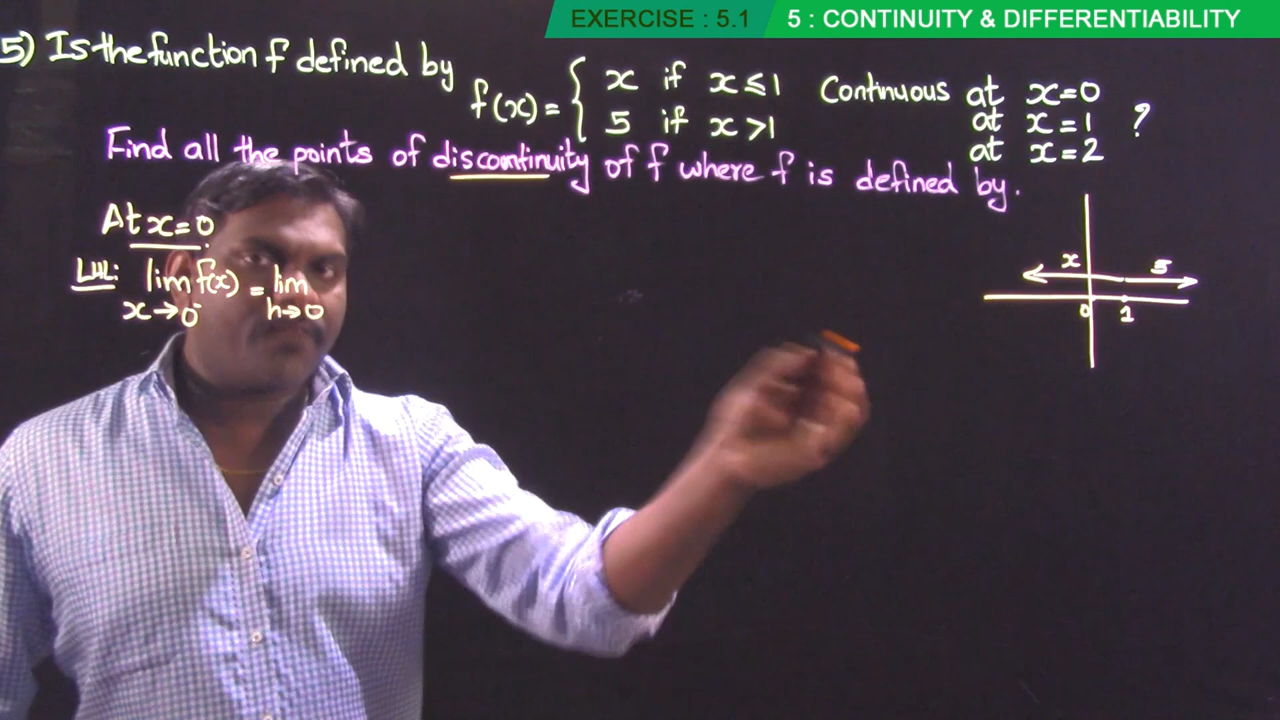 EXERCISE : 5.1 5 : CONTINUITY & DIFFERENTIABILITY
5) Is the function f defined by f(x) = { x if x ≤ 1 Continuous at x=0
5 if x >1 at x=1 ?
at x=2
Find all the points of discontinuity of f where f is defined by.
At x=0
LHL: lim f(x) = lim
x→0⁻ h→0
x 5
0 1